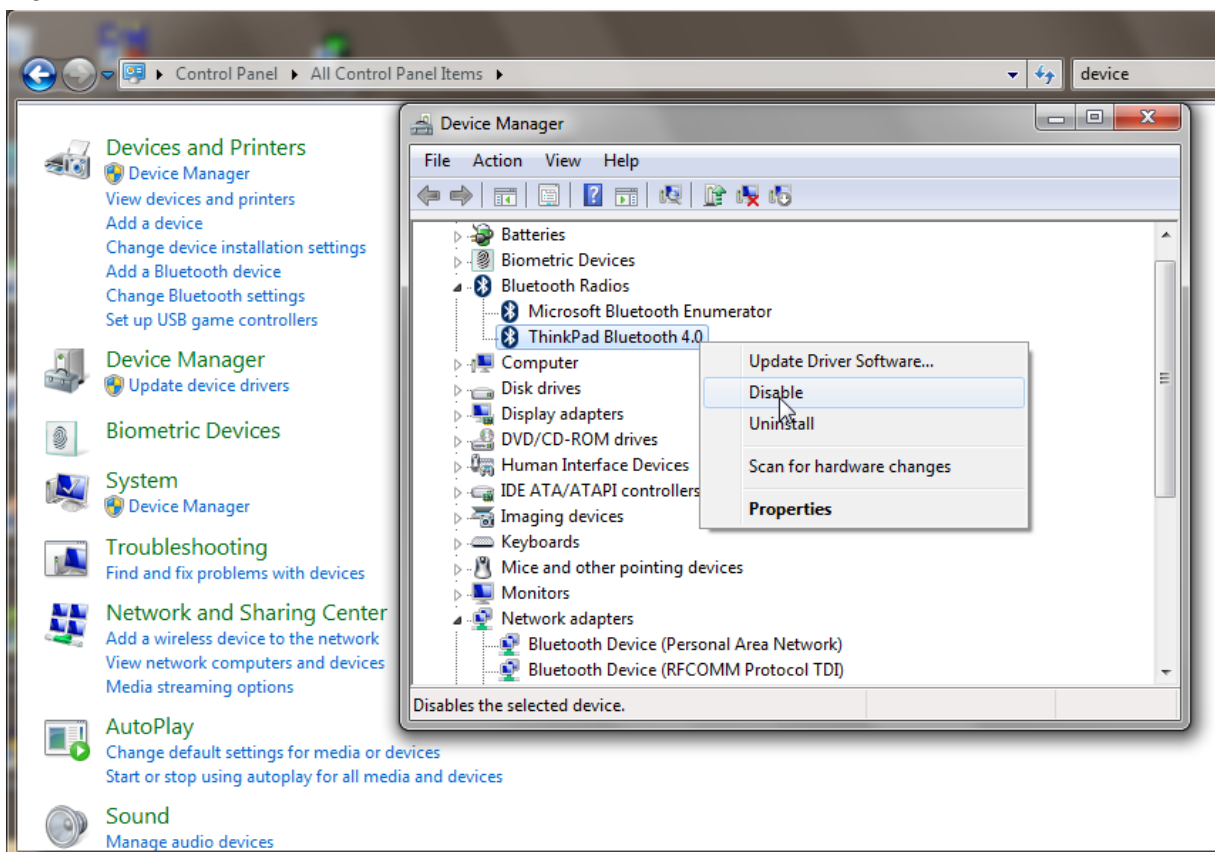 Control Panel All Control Panel Items
device
Devices and Printers
Device Manager
View devices and printers
Add a device
Change device installation settings
Add a Bluetooth device
Change Bluetooth settings
Set up USB game controllers
Device Manager
Update device drivers
Biometric Devices
System
Device Manager
Troubleshooting
Find and fix problems with devices
Network and Sharing Center
Add a wireless device to the network
View network computers and devices
Media streaming options
AutoPlay
Change default settings for media or devices
Start or stop using autoplay for all media and devices
Sound
Manage audio devices
Device Manager
File Action View Help
Batteries
Biometric Devices
Bluetooth Radios
Microsoft Bluetooth Enumerator
ThinkPad Bluetooth 4.0
Computer
Disk drives
Display adapters
DVD/CD-ROM drives
Human Interface Devices
IDE ATA/ATAPI controllers
Imaging devices
Keyboards
Mice and other pointing devices
Monitors
Network adapters
Bluetooth Device (Personal Area Network)
Bluetooth Device (RFCOMM Protocol TDI)
Disables the selected device.
Update Driver Software...
Disable
Uninstall
Scan for hardware changes
Properties